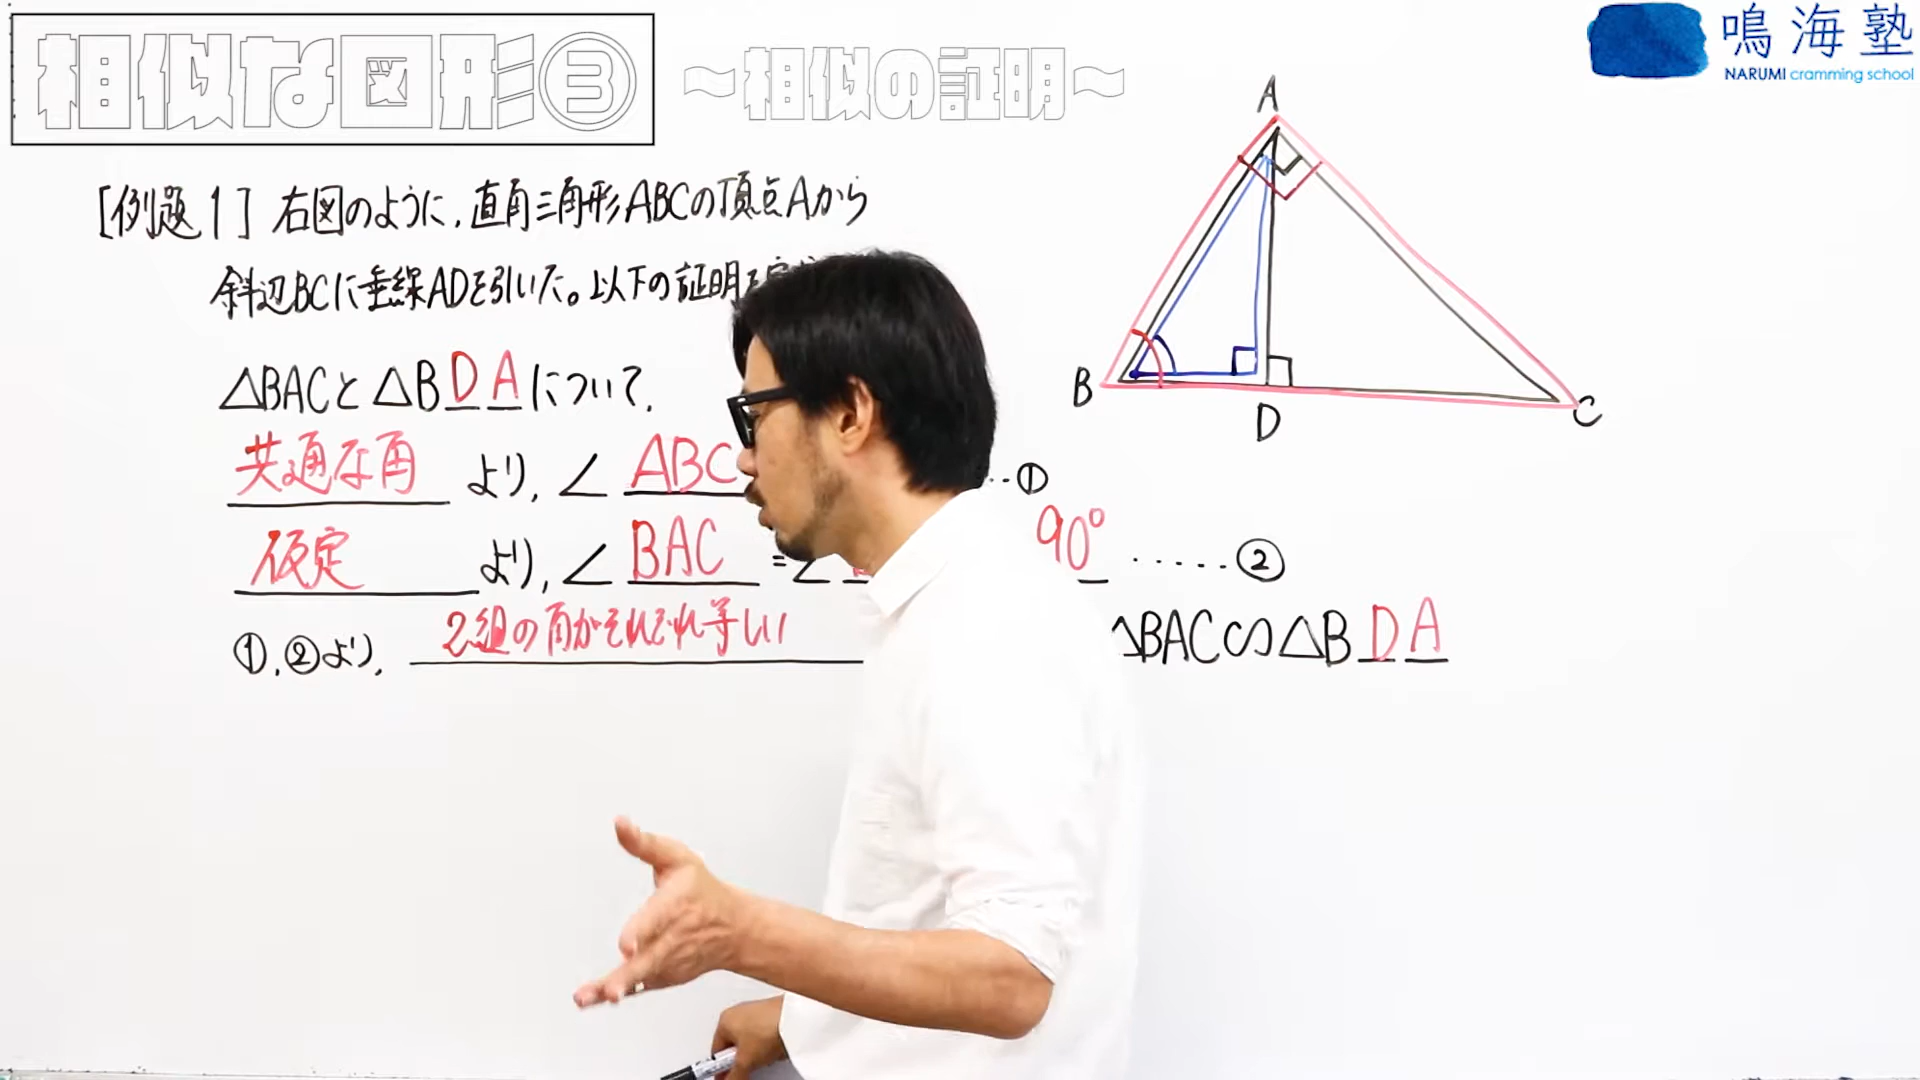 相似な図形③
〜相似の証明〜
鳴海塾
NARUMI cramming school
[例題1] 右図のように、直角三角形ABCの頂点Aから
斜辺BCに垂線ADを引いた。以下の証明を
△BACと△BDAについて、
共通な角 より、∠ABC ‥①
仮定 より、∠BAC=∠ 90° ‥‥‥②
①,②より、2組の角がそれぞれ等しい △BAC∽△BDA
A
B
D
C